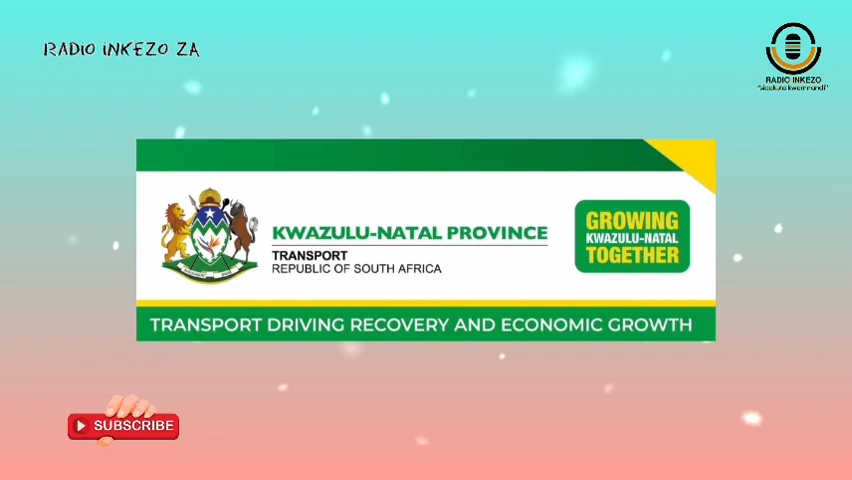 RADIO INKEZO ZA
RADIO INKEZO
KWAZULU-NATAL PROVINCE
TRANSPORT
REPUBLIC OF SOUTH AFRICA
GROWING
KWAZULU-NATAL
TOGETHER
TRANSPORT DRIVING RECOVERY AND ECONOMIC GROWTH
SUBSCRIBE